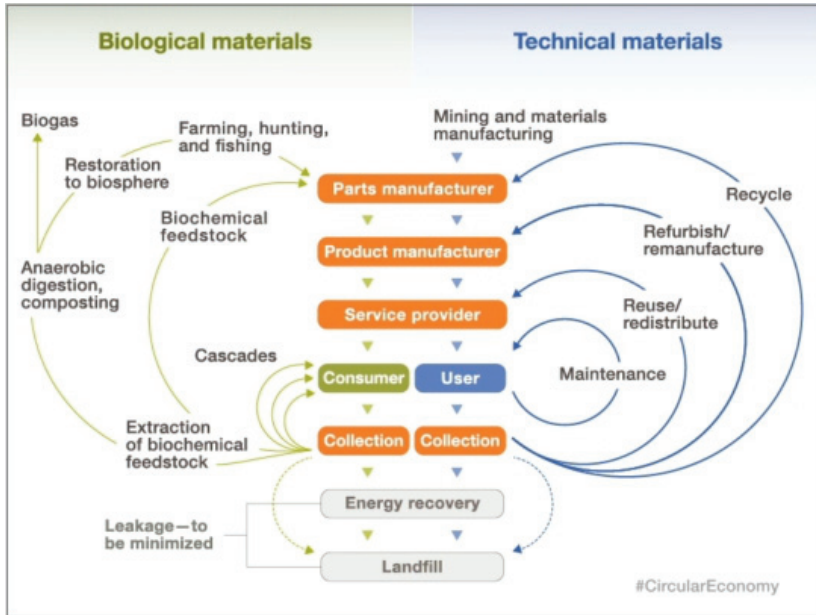 Biological materials
Technical materials
Biogas
Farming, hunting,
and fishing
Mining and materials
manufacturing
Restoration
to biosphere
Parts manufacturer
Recycle
Biochemical
feedstock
Refurbish/
remanufacture
Product manufacturer
Anaerobic
digestion,
composting
Reuse/
redistribute
Service provider
Cascades
Consumer
User
Maintenance
Extraction
of biochemical
feedstock
Collection
Collection
Energy recovery
Leakage—to
be minimized
Landfill
#CircularEconomy